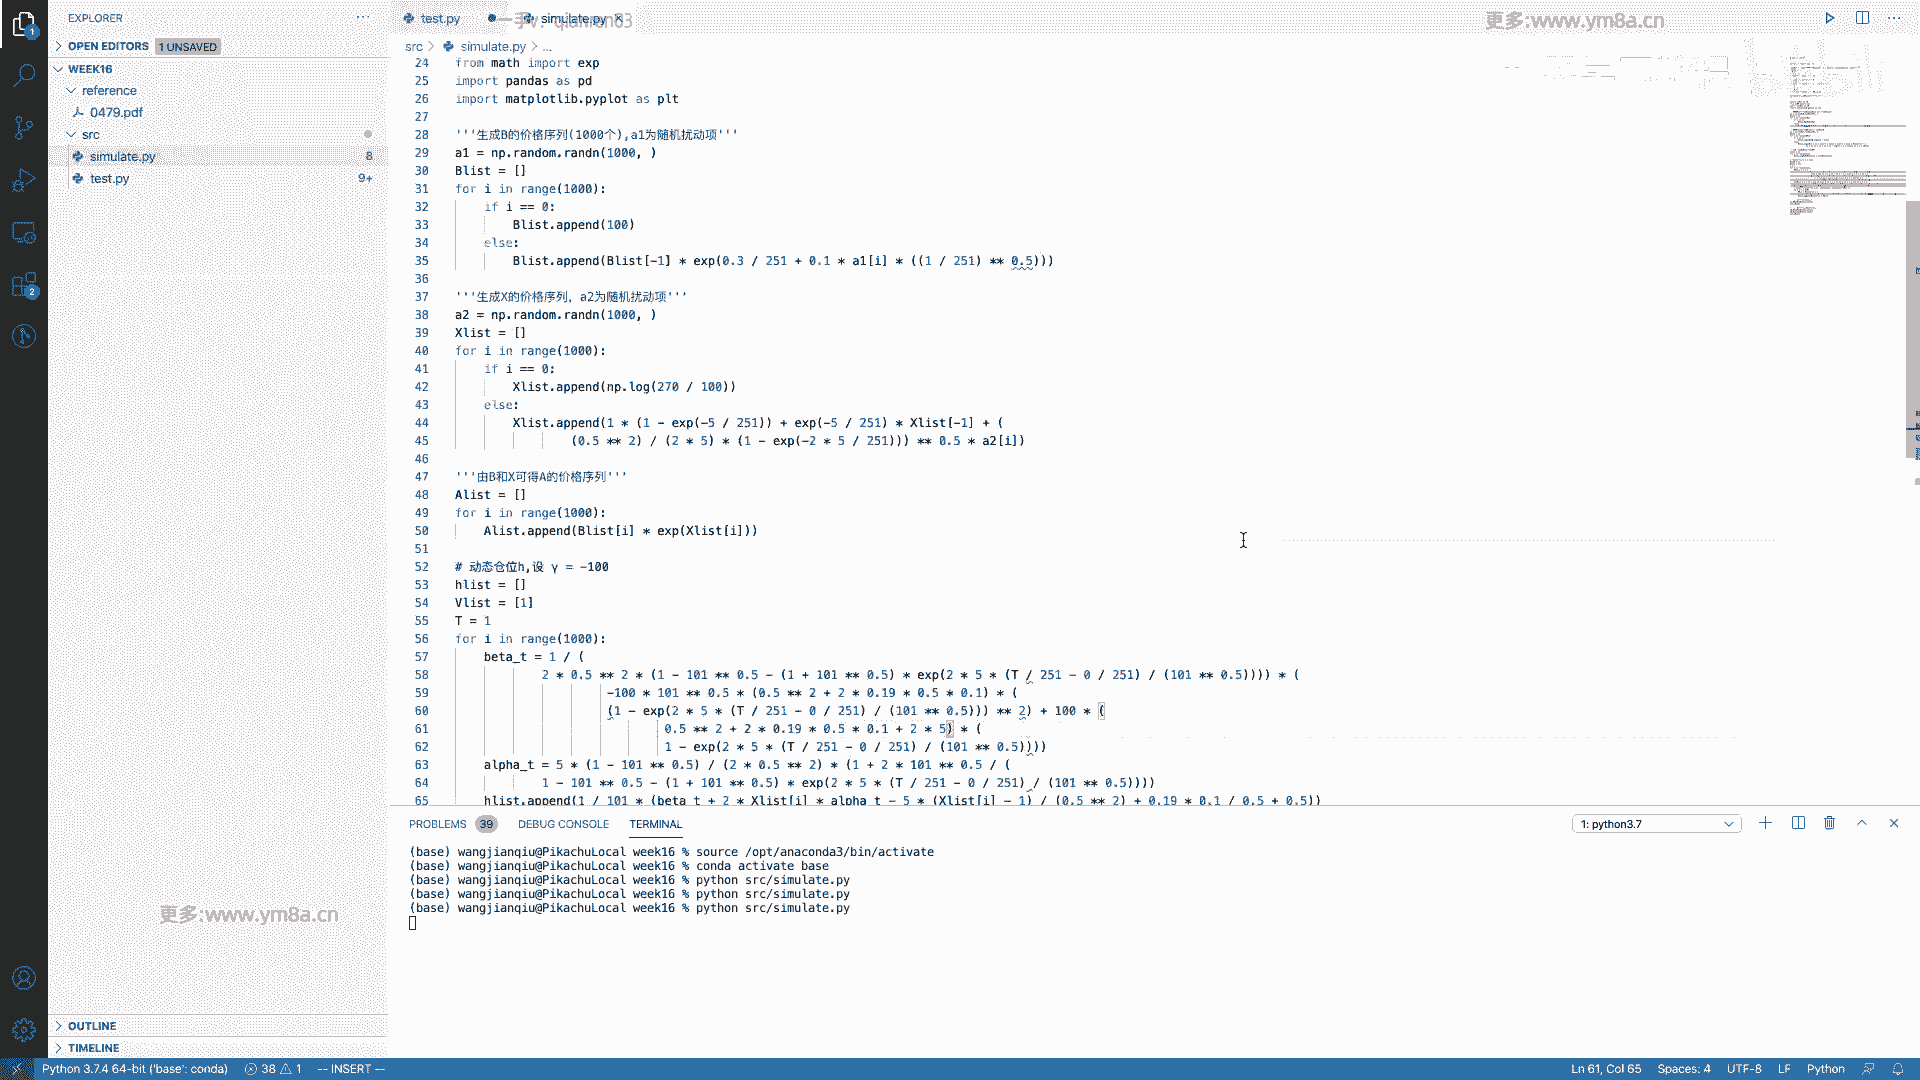 EXPLORER
OPEN EDITORS 1 UNSAVED
WEEK16
reference
0479.pdf
src
simulate.py 8
test.py 9+
OUTLINE
TIMELINE
test.py
simulate.py
更多:www.ym8a.cn
src > simulate.py > ...
24 from math import exp
25 import pandas as pd
26 import matplotlib.pyplot as plt
27
28 '''生成B的价格序列(1000个),a1为随机扰动项'''
29 a1 = np.random.randn(1000, )
30 Blist = []
31 for i in range(1000):
32 if i == 0:
33 Blist.append(100)
34 else:
35 Blist.append(Blist[-1] * exp(0.3 / 251 + 0.1 * a1[i] * ((1 / 251) ** 0.5)))
36
37 '''生成X的价格序列, a2为随机扰动项'''
38 a2 = np.random.randn(1000, )
39 Xlist = []
40 for i in range(1000):
41 if i == 0:
42 Xlist.append(np.log(270 / 100))
43 else:
44 Xlist.append(1 * (1 - exp(-5 / 251)) + exp(-5 / 251) * Xlist[-1] + (
45 (0.5 ** 2) / (2 * 5) * (1 - exp(-2 * 5 / 251))) ** 0.5 * a2[i])
46
47 '''由B和X可得A的价格序列'''
48 Alist = []
49 for i in range(1000):
50 Alist.append(Blist[i] * exp(Xlist[i]))
51
52 # 动态仓位h,设 γ = -100
53 hlist = []
54 Vlist = [1]
55 T = 1
56 for i in range(1000):
57 beta_t = 1 / (
58 2 * 0.5 ** 2 * (1 - 101 ** 0.5 - (1 + 101 ** 0.5) * exp(2 * 5 * (T / 251 - 0 / 251) / (101 ** 0.5)))) * (
59 -100 * 101 ** 0.5 * (0.5 ** 2 + 2 * 0.19 * 0.5 * 0.1) * (
60 (1 - exp(2 * 5 * (T / 251 - 0 / 251) / (101 ** 0.5))) ** 2) + 100 * (
61 0.5 ** 2 + 2 * 0.19 * 0.5 * 0.1 + 2 * 5) * (
62 1 - exp(2 * 5 * (T / 251 - 0 / 251) / (101 ** 0.5))))
63 alpha_t = 5 * (1 - 101 ** 0.5) / (2 * 0.5 ** 2) * (1 + 2 * 101 ** 0.5 / (
64 1 - 101 ** 0.5 - (1 + 101 ** 0.5) * exp(2 * 5 * (T / 251 - 0 / 251) / (101 ** 0.5))))
65 hlist.append(1 / 101 * (beta_t + 2 * Xlist[i] * alpha_t - 5 * (Xlist[i] - 1) / (0.5 ** 2) + 0.19 * 0.1 / 0.5 + 0.5))
PROBLEMS 39 DEBUG CONSOLE TERMINAL 1: python3.7
(base) wangjianqiu@PikachuLocal week16 % source /opt/anaconda3/bin/activate
(base) wangjianqiu@PikachuLocal week16 % conda activate base
(base) wangjianqiu@PikachuLocal week16 % python src/simulate.py
(base) wangjianqiu@PikachuLocal week16 % python src/simulate.py
(base) wangjianqiu@PikachuLocal week16 % python src/simulate.py
更多:www.ym8a.cn
Python 3.7.4 64-bit ('base': conda) 38 1 -- INSERT -- Ln 61, Col 65 Spaces: 4 UTF-8 LF Python